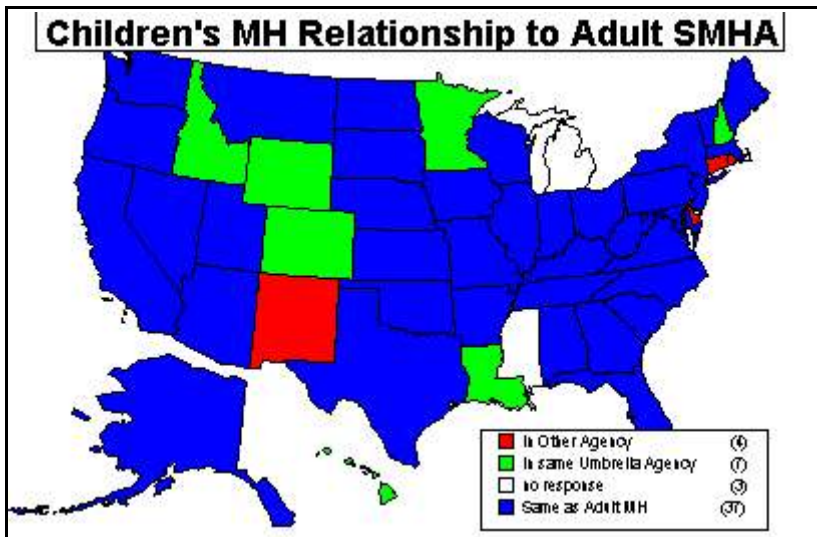 Children's MH Relationship to Adult SMHA
In Other Agency (4)
In same Umbrella Agency (7)
no response (3)
Same as Adult MH (37)